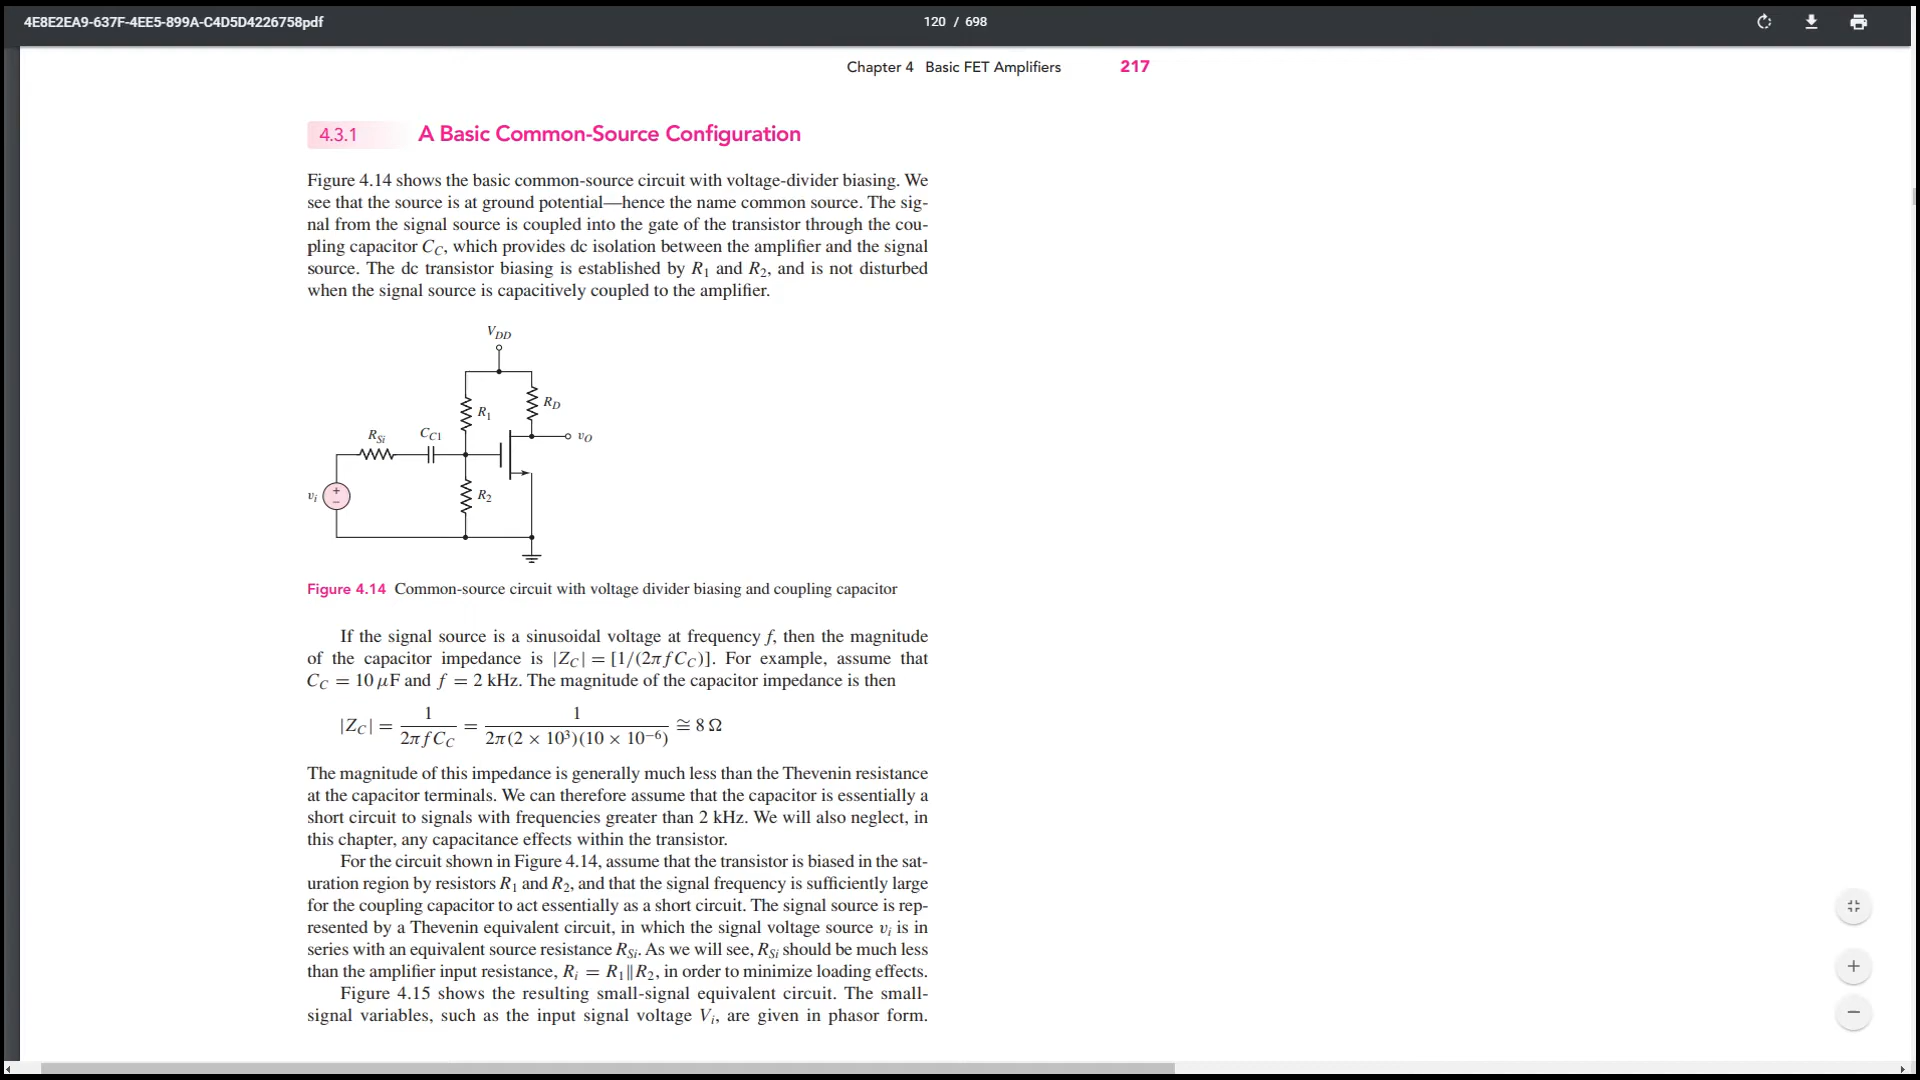 4E8E2EA9-637F-4EE5-899A-C4D5D4226758pdf
120 / 698
Chapter 4 Basic FET Amplifiers 217
4.3.1 A Basic Common-Source Configuration
Figure 4.14 shows the basic common-source circuit with voltage-divider biasing. We
see that the source is at ground potential—hence the name common source. The sig-
nal from the signal source is coupled into the gate of the transistor through the cou-
pling capacitor C_C, which provides dc isolation between the amplifier and the signal
source. The dc transistor biasing is established by R_1 and R_2, and is not disturbed
when the signal source is capacitively coupled to the amplifier.
V_DD
R_1
R_D
R_Si
C_C1
v_O
v_i
+
−
R_2
Figure 4.14 Common-source circuit with voltage divider biasing and coupling capacitor
If the signal source is a sinusoidal voltage at frequency f, then the magnitude
of the capacitor impedance is |Z_C| = [1/(2πfC_C)]. For example, assume that
C_C = 10 μF and f = 2 kHz. The magnitude of the capacitor impedance is then
|Z_C| = 1/(2πfC_C) = 1/(2π(2 × 10³)(10 × 10⁻⁶)) ≅ 8 Ω
The magnitude of this impedance is generally much less than the Thevenin resistance
at the capacitor terminals. We can therefore assume that the capacitor is essentially a
short circuit to signals with frequencies greater than 2 kHz. We will also neglect, in
this chapter, any capacitance effects within the transistor.
For the circuit shown in Figure 4.14, assume that the transistor is biased in the sat-
uration region by resistors R_1 and R_2, and that the signal frequency is sufficiently large
for the coupling capacitor to act essentially as a short circuit. The signal source is rep-
resented by a Thevenin equivalent circuit, in which the signal voltage source v_i is in
series with an equivalent source resistance R_Si. As we will see, R_Si should be much less
than the amplifier input resistance, R_i = R_1∥R_2, in order to minimize loading effects.
Figure 4.15 shows the resulting small-signal equivalent circuit. The small-
signal variables, such as the input signal voltage V_i, are given in phasor form.